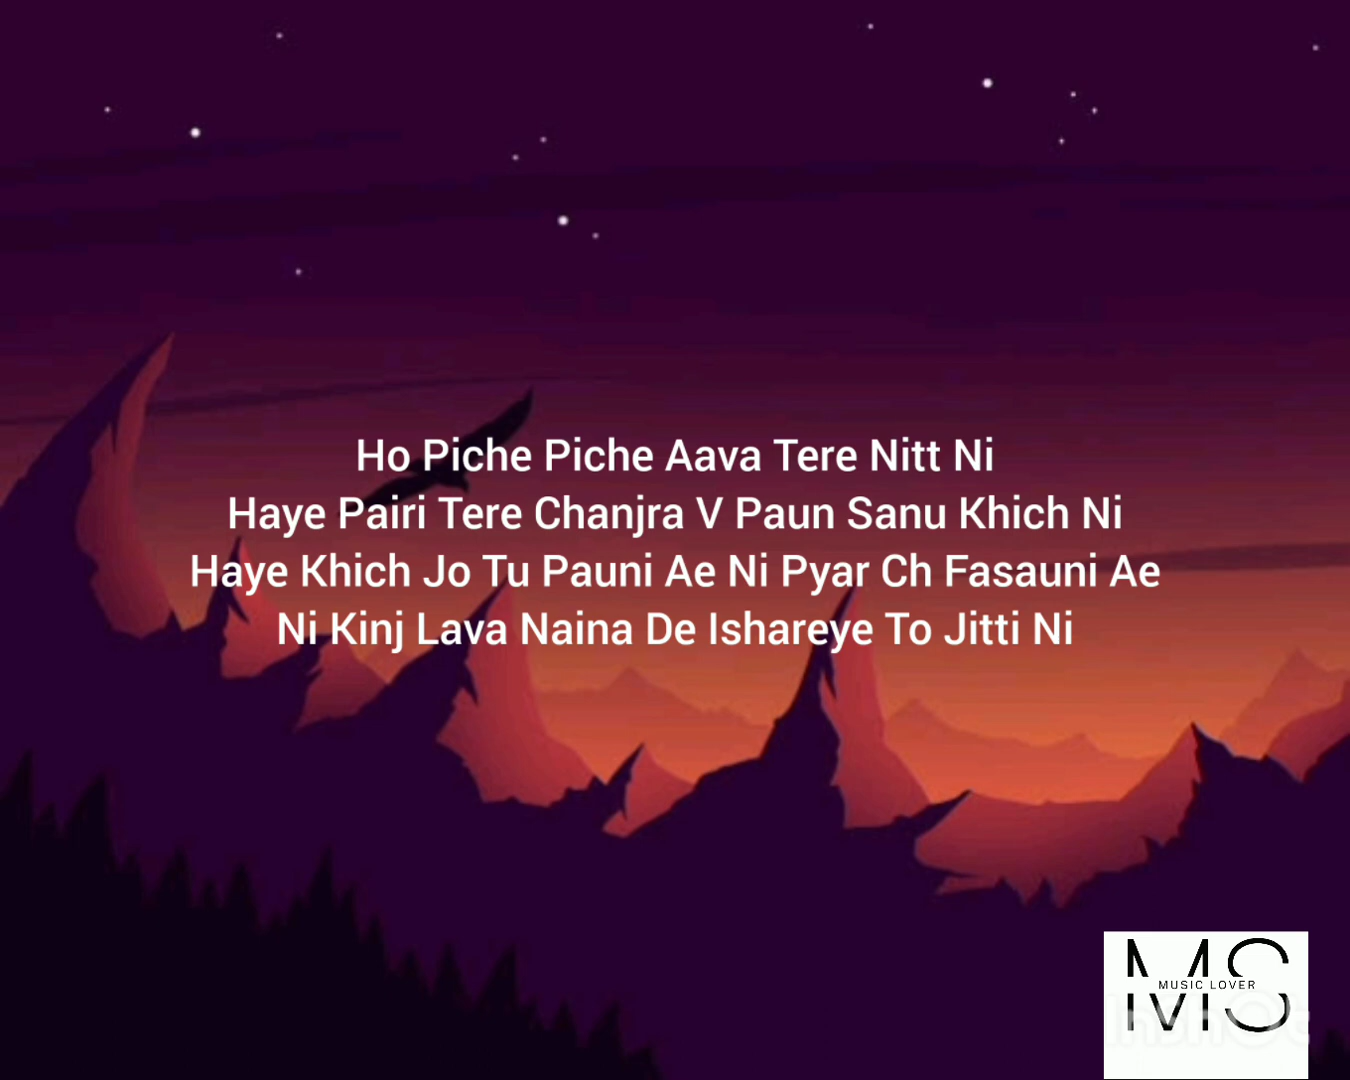 Ho Piche Piche Aava Tere Nitt Ni
Haye Pairi Tere Chanjra V Paun Sanu Khich Ni
Haye Khich Jo Tu Pauni Ae Ni Pyar Ch Fasauni Ae
Ni Kinj Lava Naina De Ishareye To Jitti Ni
MS
MUSIC LOVER
InShOt